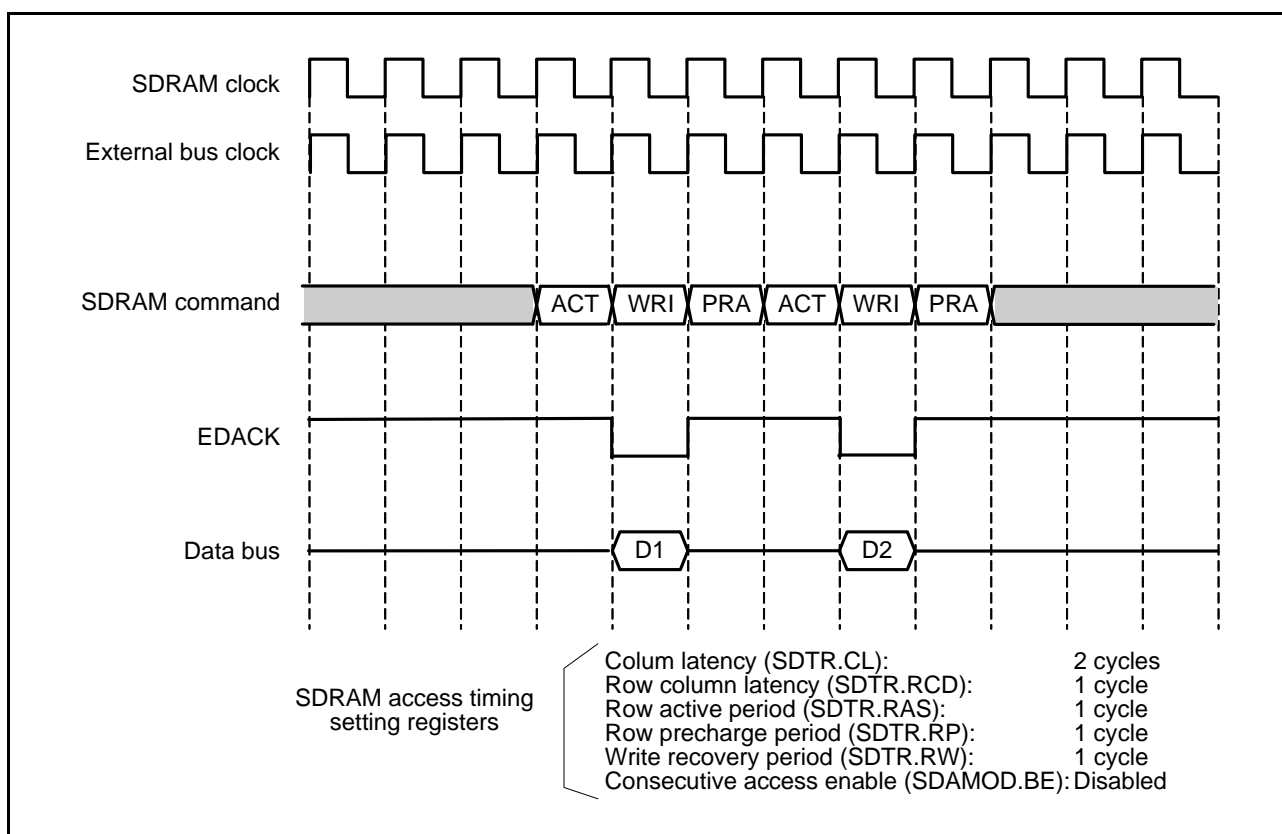 SDRAM clock
External bus clock
SDRAM command
ACT WRI PRA ACT WRI PRA
EDACK
Data bus
D1 D2
SDRAM access timing
setting registers
Colum latency (SDTR.CL): 2 cycles
Row column latency (SDTR.RCD): 1 cycle
Row active period (SDTR.RAS): 1 cycle
Row precharge period (SDTR.RP): 1 cycle
Write recovery period (SDTR.RW): 1 cycle
Consecutive access enable (SDAMOD.BE): Disabled